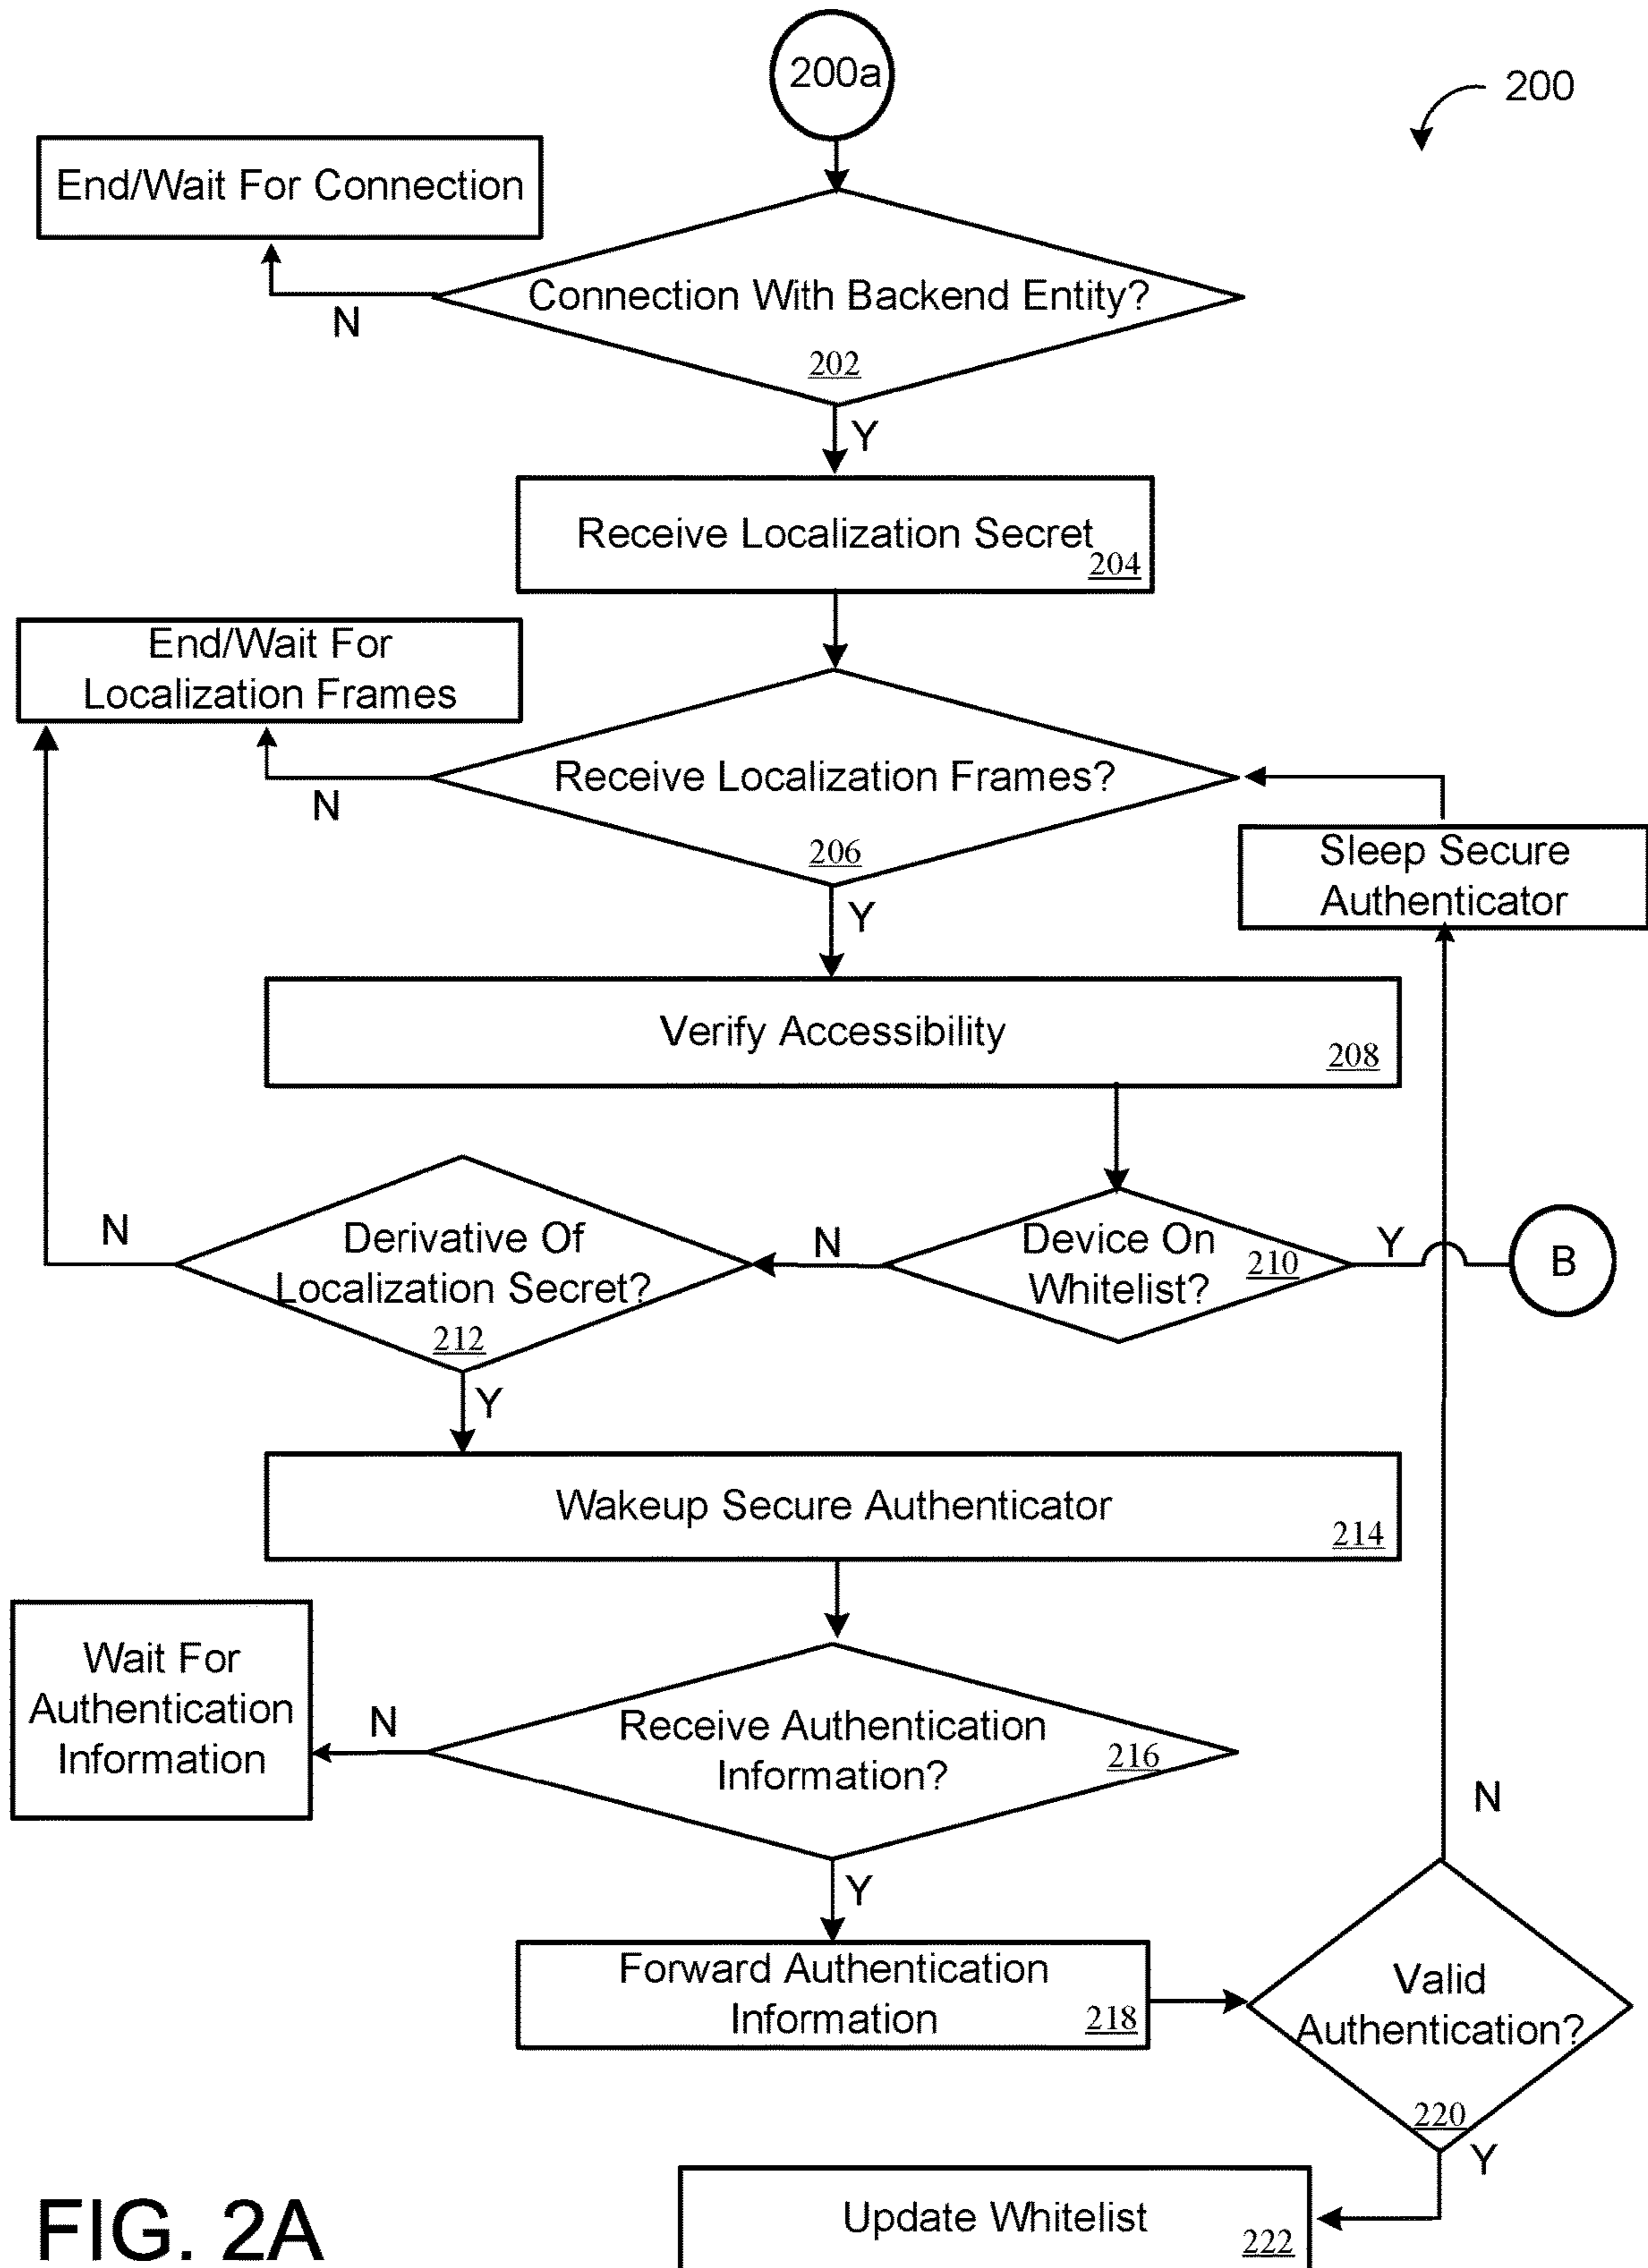 200a
200
End/Wait For Connection
Connection With Backend Entity?
N
202
Y
Receive Localization Secret
204
End/Wait For
Localization Frames
Receive Localization Frames?
N
206
Y
Sleep Secure
Authenticator
Verify Accessibility
208
N
Derivative Of
Localization Secret?
212
N
Device On
Whitelist?
210
Y
B
Y
Wakeup Secure Authenticator
214
Wait For
Authentication
Information
N
Receive Authentication
Information?
216
N
Y
Forward Authentication
Information
218
Valid
Authentication?
220
Y
Update Whitelist
222
FIG. 2A